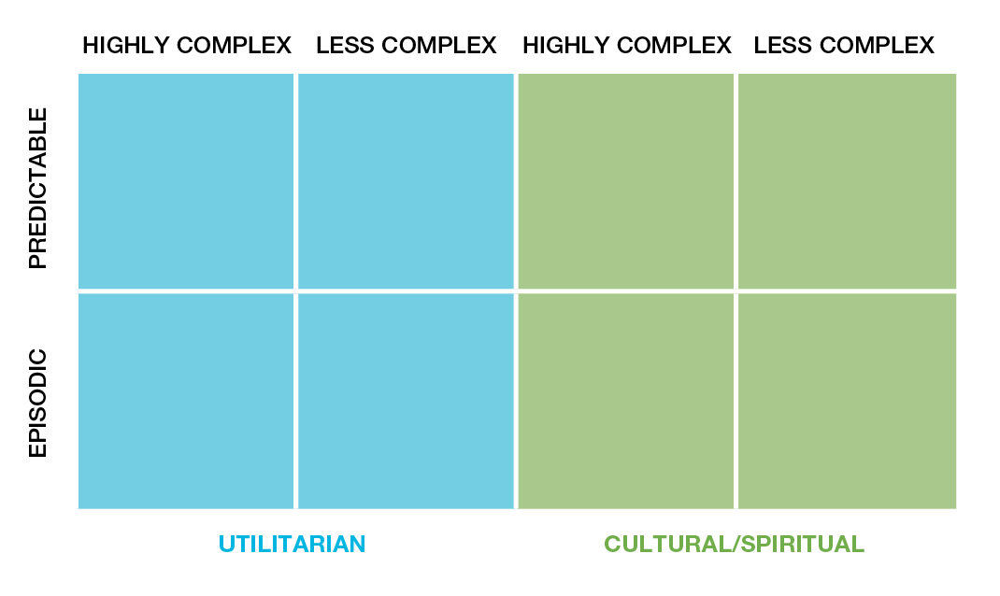 HIGHLY COMPLEX
LESS COMPLEX
HIGHLY COMPLEX
LESS COMPLEX
PREDICTABLE
EPISODIC
UTILITARIAN
CULTURAL/SPIRITUAL